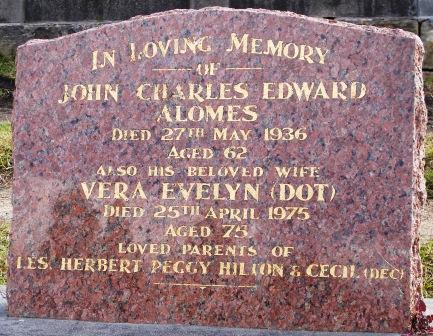 IN LOVING MEMORY
OF
JOHN CHARLES EDWARD
ALOMES
DIED 27TH MAY 1936
AGED 62
ALSO HIS BELOVED WIFE
VERA EVELYN (DOT)
DIED 25TH APRIL 1975
AGED 75
LOVED PARENTS OF
LES. HERBERT PEGGY HILTON & CECIL (DEC)